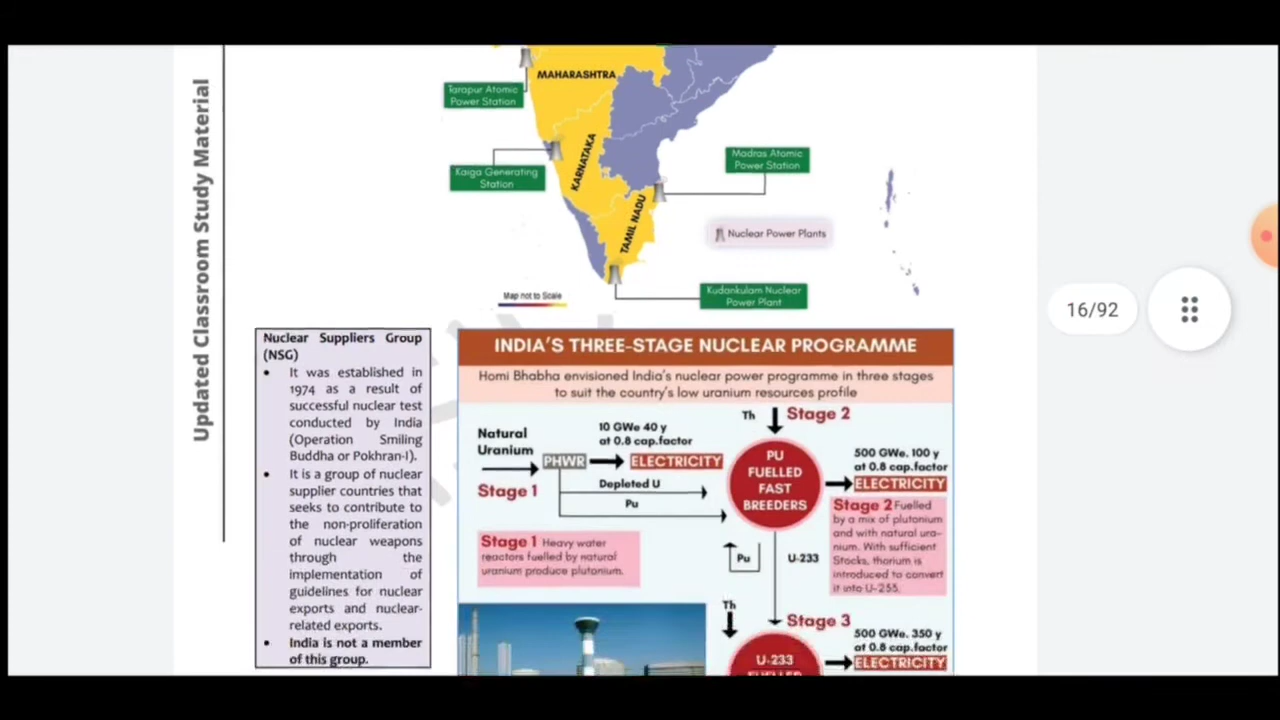 Updated Classroom Study Material
MAHARASHTRA
Tarapur Atomic
Power Station
KARNATAKA
Kaiga Generating
Station
Madras Atomic
Power Station
TAMIL NADU
Nuclear Power Plants
Map not to Scale
Kudankulam Nuclear
Power Plant
16/92
Nuclear Suppliers Group
(NSG)
• It was established in
1974 as a result of
successful nuclear test
conducted by India
(Operation Smiling
Buddha or Pokhran-I).
• It is a group of nuclear
supplier countries that
seeks to contribute to
the non-proliferation
of nuclear weapons
through the
implementation of
guidelines for nuclear
exports and nuclear-
related exports.
• India is not a member
of this group.
INDIA'S THREE-STAGE NUCLEAR PROGRAMME
Homi Bhabha envisioned India's nuclear power programme in three stages
to suit the country's low uranium resources profile
Natural
Uranium
Stage 1
PHWR
10 GWe 40 y
at 0.8 cap.factor
ELECTRICITY
Depleted U
Pu
Th
Stage 2
PU
FUELLED
FAST
BREEDERS
500 GWe. 100 y
at 0.8 cap.factor
ELECTRICITY
Stage 1 Heavy water
reactors fuelled by natural
uranium produce plutonium.
Stage 2 Fuelled
by a mix of plutonium
and with natural ura-
nium. With sufficient
Stocks, thorium is
introduced to convert
it into U-255.
Pu
U-233
Th
Stage 3
U-233
FUELLED
500 GWe. 350 y
at 0.8 cap.factor
ELECTRICITY